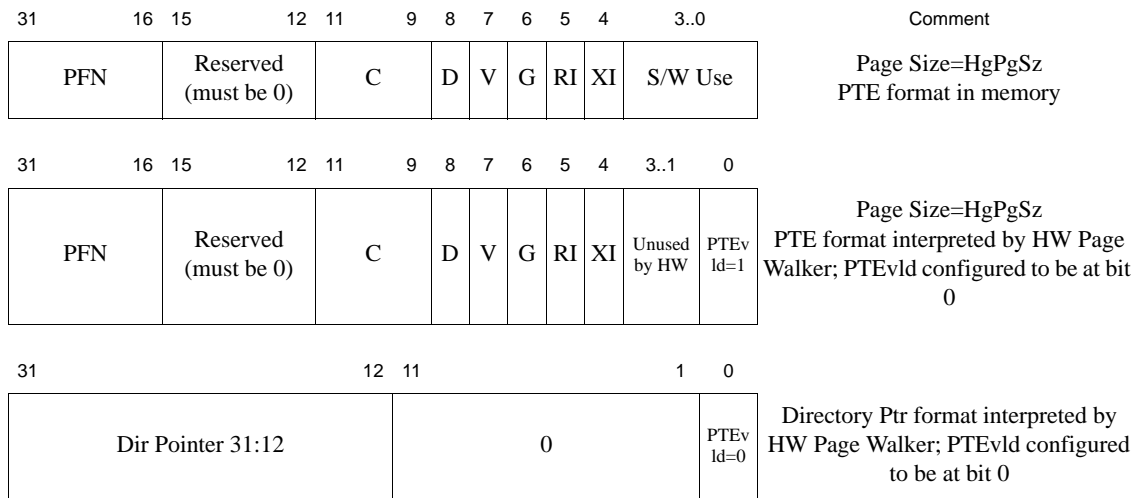 31 16 15 12 11 9 8 7 6 5 4 3..0 Comment
PFN Reserved (must be 0) C D V G RI XI S/W Use Page Size=HgPgSz
PTE format in memory
31 16 15 12 11 9 8 7 6 5 4 3..1 0
PFN Reserved (must be 0) C D V G RI XI Unused by HW PTEv ld=1 Page Size=HgPgSz
PTE format interpreted by HW Page
Walker; PTEvld configured to be at bit
0
31 12 11 1 0
Dir Pointer 31:12 0 PTEv ld=0 Directory Ptr format interpreted by
HW Page Walker; PTEvld configured
to be at bit 0